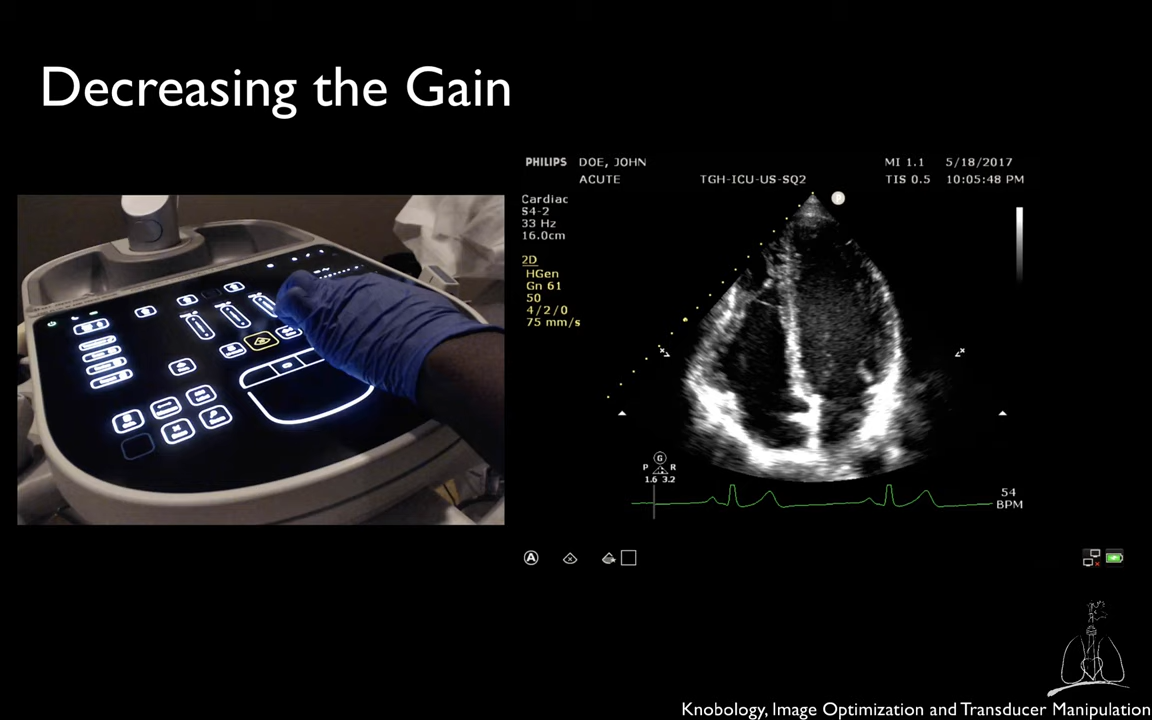 Decreasing the Gain
PHILIPS DOE, JOHN MI 1.1 5/18/2017
ACUTE TGH-ICU-US-SQ2 TIS 0.5 10:05:48 PM
Cardiac
S4-2
33 Hz
16.0cm
2D
HGen
Gn 61
50
4/2/0
75 mm/s
P
G
P R
1.6 3.2
54
BPM
A
Knobology, Image Optimization and Transducer Manipulation